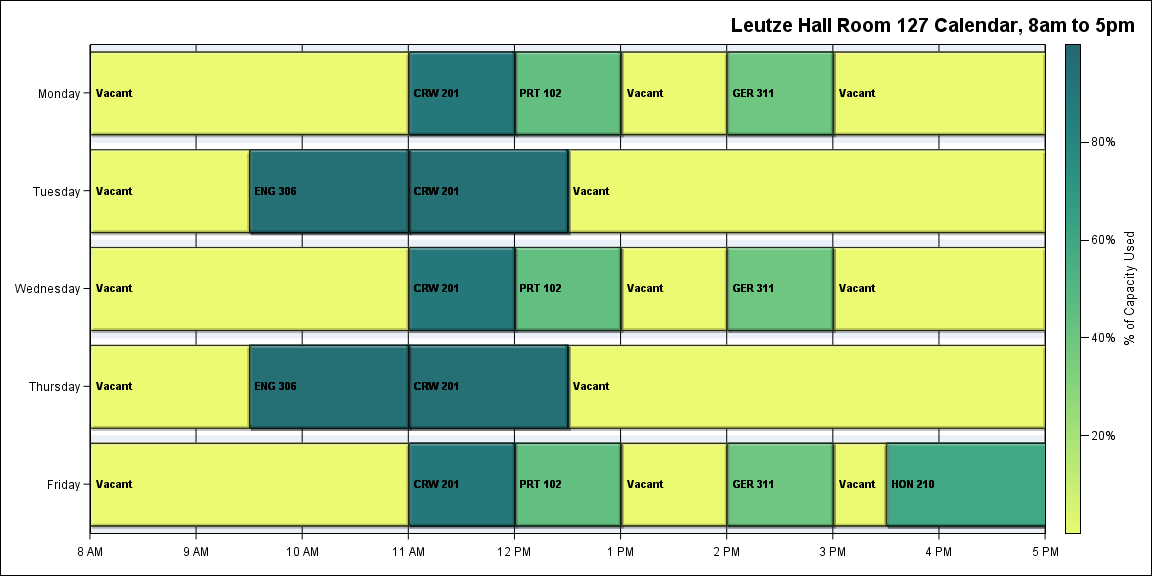 Leutze Hall Room 127 Calendar, 8am to 5pm
Monday
Vacant
CRW 201
PRT 102
Vacant
GER 311
Vacant
Tuesday
Vacant
ENG 306
CRW 201
Vacant
Wednesday
Vacant
CRW 201
PRT 102
Vacant
GER 311
Vacant
Thursday
Vacant
ENG 306
CRW 201
Vacant
Friday
Vacant
CRW 201
PRT 102
Vacant
GER 311
Vacant
HON 210
8 AM
9 AM
10 AM
11 AM
12 PM
1 PM
2 PM
3 PM
4 PM
5 PM
80%
60%
40%
20%
% of Capacity Used